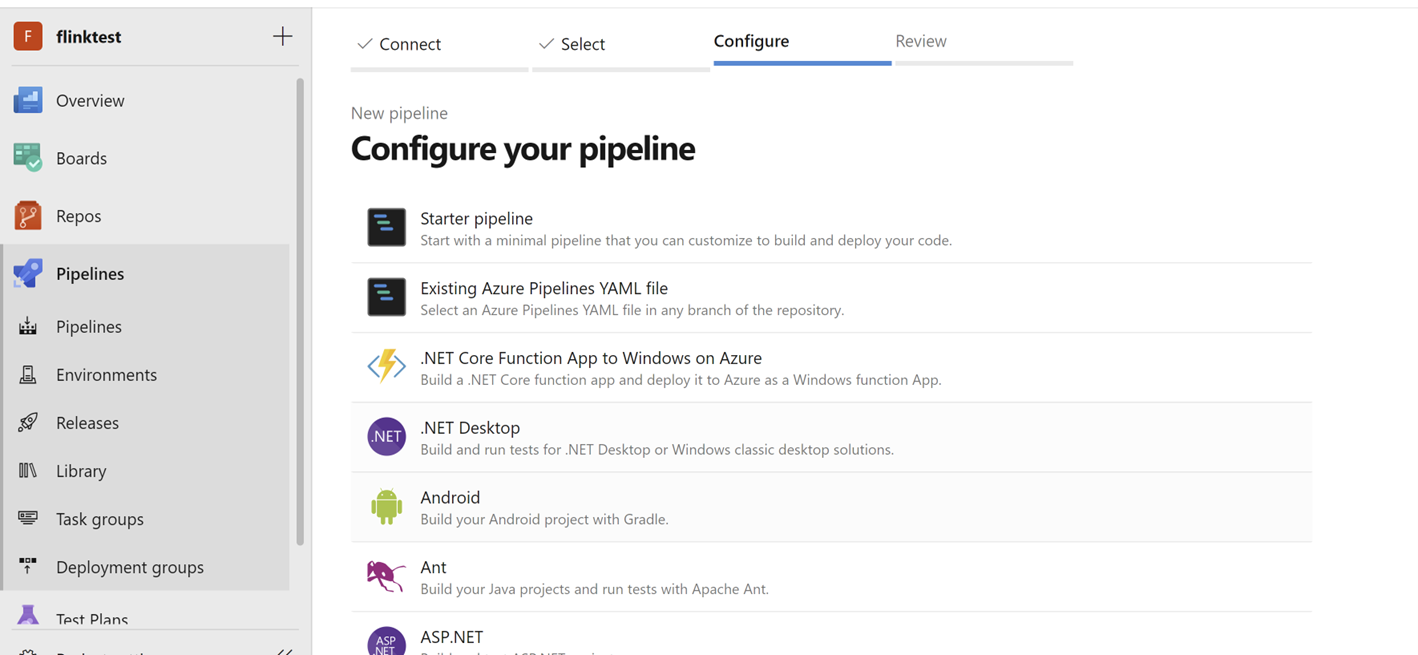 F flinktest
Overview
Boards
Repos
Pipelines
Pipelines
Environments
Releases
Library
Task groups
Deployment groups
Test Plans
Connect
Select
Configure
Review
New pipeline
Configure your pipeline
Starter pipeline
Start with a minimal pipeline that you can customize to build and deploy your code.
Existing Azure Pipelines YAML file
Select an Azure Pipelines YAML file in any branch of the repository.
.NET Core Function App to Windows on Azure
Build a .NET Core function app and deploy it to Azure as a Windows function App.
.NET
.NET Desktop
Build and run tests for .NET Desktop or Windows classic desktop solutions.
Android
Build your Android project with Gradle.
Ant
Build your Java projects and run tests with Apache Ant.
ASP
.NET
ASP.NET